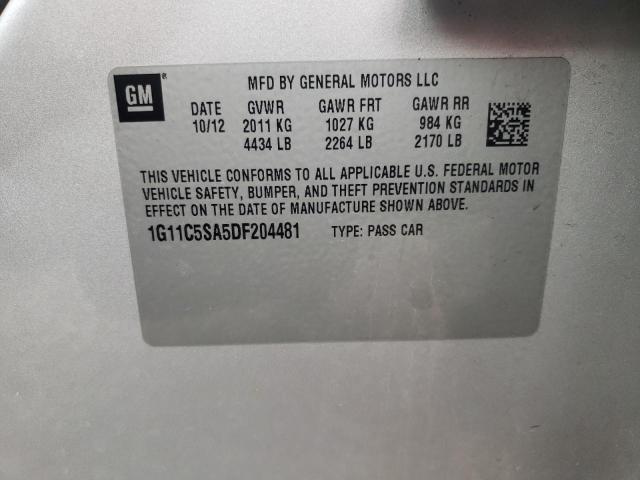 GM ®
MFD BY GENERAL MOTORS LLC
DATE GVWR GAWR FRT GAWR RR
10/12 2011 KG 1027 KG 984 KG
4434 LB 2264 LB 2170 LB
THIS VEHICLE CONFORMS TO ALL APPLICABLE U.S. FEDERAL MOTOR
VEHICLE SAFETY, BUMPER, AND THEFT PREVENTION STANDARDS IN
EFFECT ON THE DATE OF MANUFACTURE SHOWN ABOVE.
1G11C5SA5DF204481 TYPE: PASS CAR